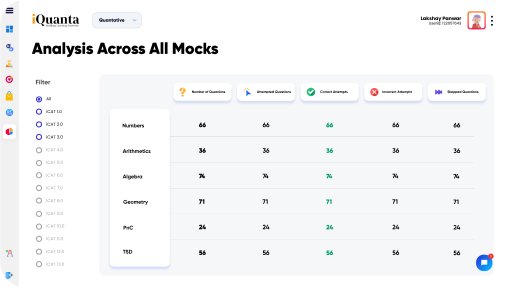 iQuanta
Quantative
Lakshay Panwar
Analysis Across All Mocks
Filter
All
iCAT 1.0
iCAT 2.0
iCAT 3.0
iCAT 4.0
iCAT 5.0
iCAT 6.0
iCAT 7.0
iCAT 8.0
iCAT 9.0
iCAT 10.0
iCAT 11.0
iCAT 12.0
iCAT 13.0
Number of Questions
Attempted Questions
Correct Attempts
Incorrect Attempts
Skipped Questions
Numbers 66 66 66 66 66
Arithmetics 36 36 36 36 36
Algebra 74 74 74 74 74
Geometry 71 71 71 71 71
PnC 24 24 24 24 24
TSD 56 56 56 56 56